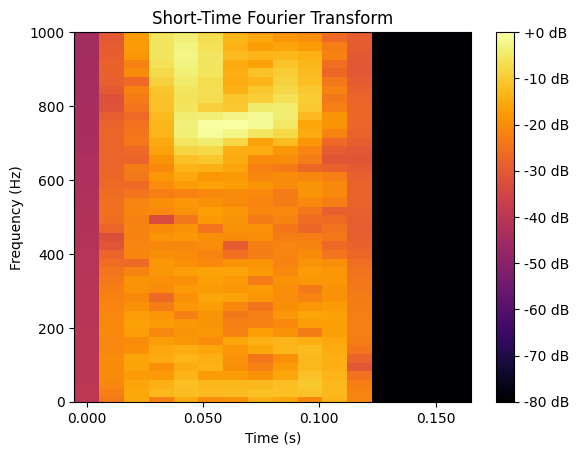 Short-Time Fourier Transform
1000
800
600
400
200
0
Frequency (Hz)
0.000
0.050
0.100
0.150
Time (s)
+0 dB
-10 dB
-20 dB
-30 dB
-40 dB
-50 dB
-60 dB
-70 dB
-80 dB